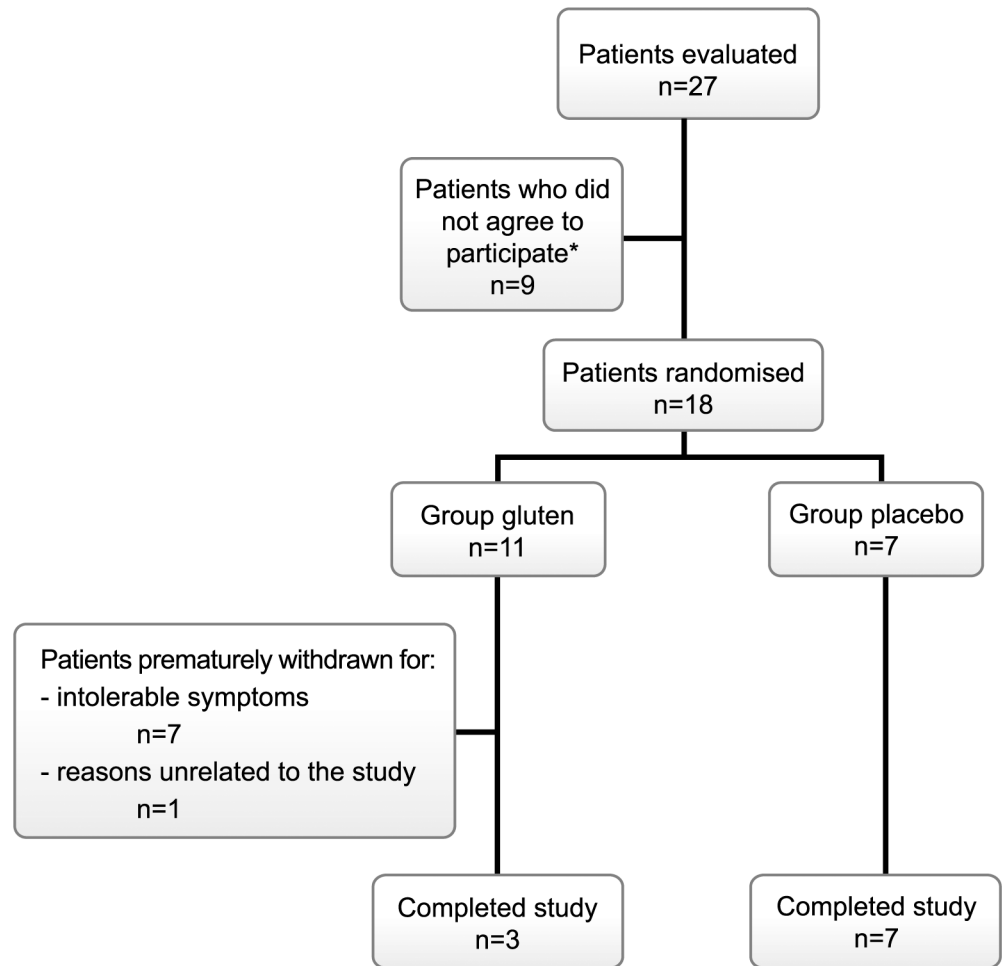 Patients evaluated
n=27
Patients who did
not agree to
participate*
n=9
Patients randomised
n=18
Group gluten
n=11
Group placebo
n=7
Patients prematurely withdrawn for:
- intolerable symptoms
n=7
- reasons unrelated to the study
n=1
Completed study
n=3
Completed study
n=7